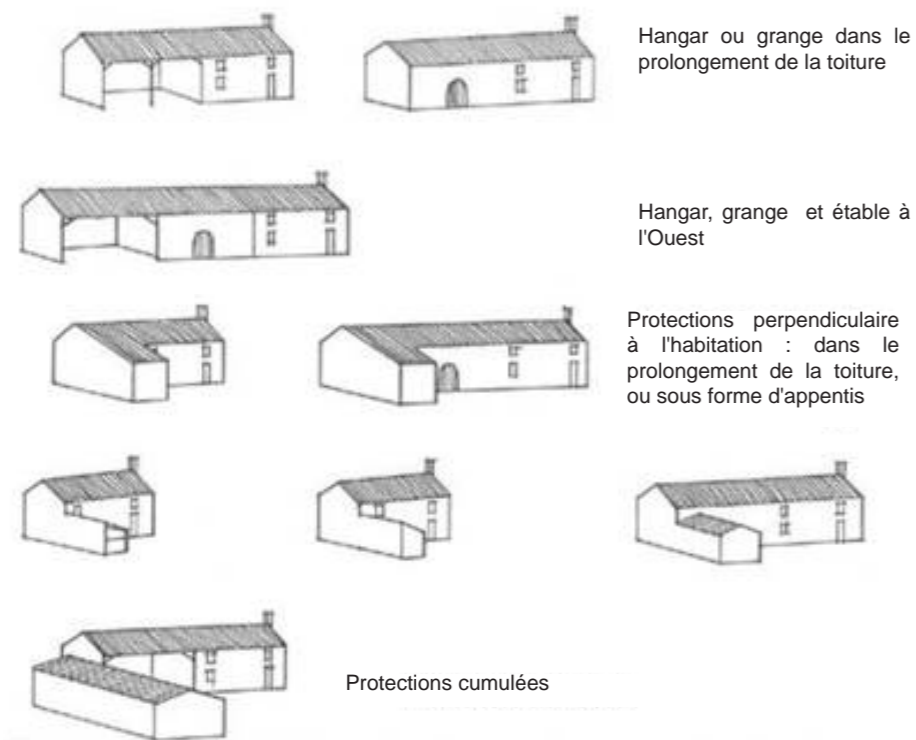 Hangar ou grange dans le
prolongement de la toiture
Hangar, grange et étable à
l'Ouest
Protections perpendiculaire
à l'habitation : dans le
prolongement de la toiture,
ou sous forme d'appentis
Protections cumulées